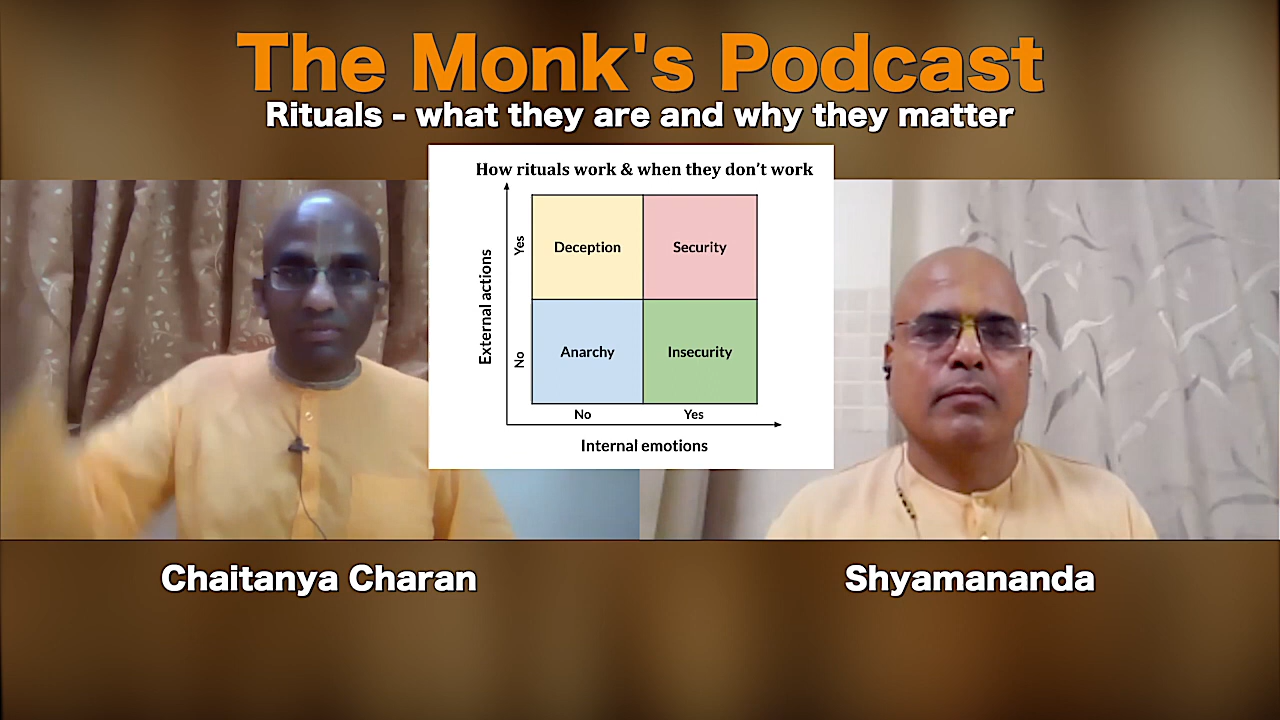 The Monk's Podcast
Rituals - what they are and why they matter
How rituals work & when they don’t work
External actions
Yes
No
Deception
Security
Anarchy
Insecurity
No
Yes
Internal emotions
Chaitanya Charan
Shyamananda